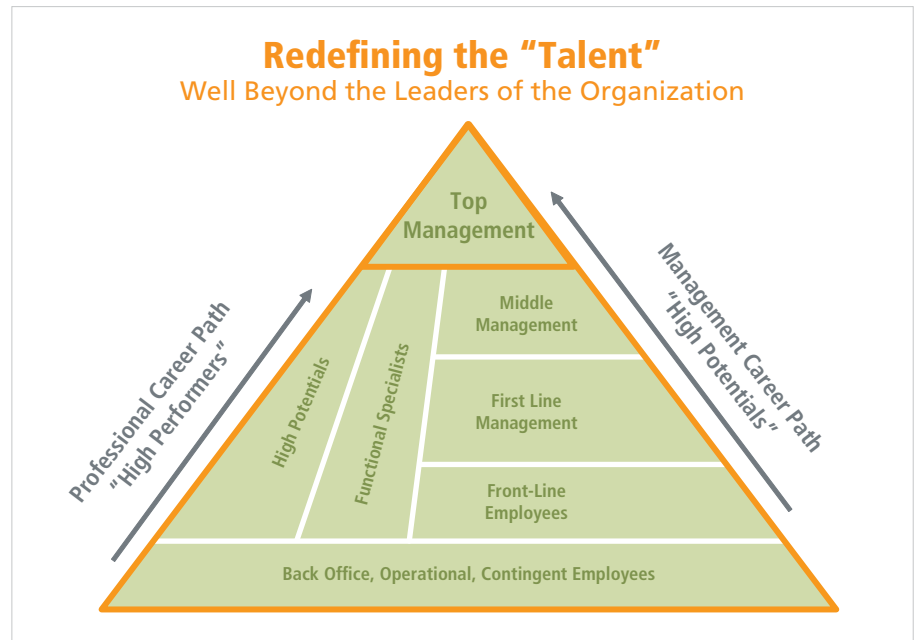 Redefining the “Talent”
Well Beyond the Leaders of the Organization
Top
Management
Professional Career Path
“High Performers”
High Potentials
Functional Specialists
Middle
Management
First Line
Management
Front-Line
Employees
Management Career Path
“High Potentials”
Back Office, Operational, Contingent Employees